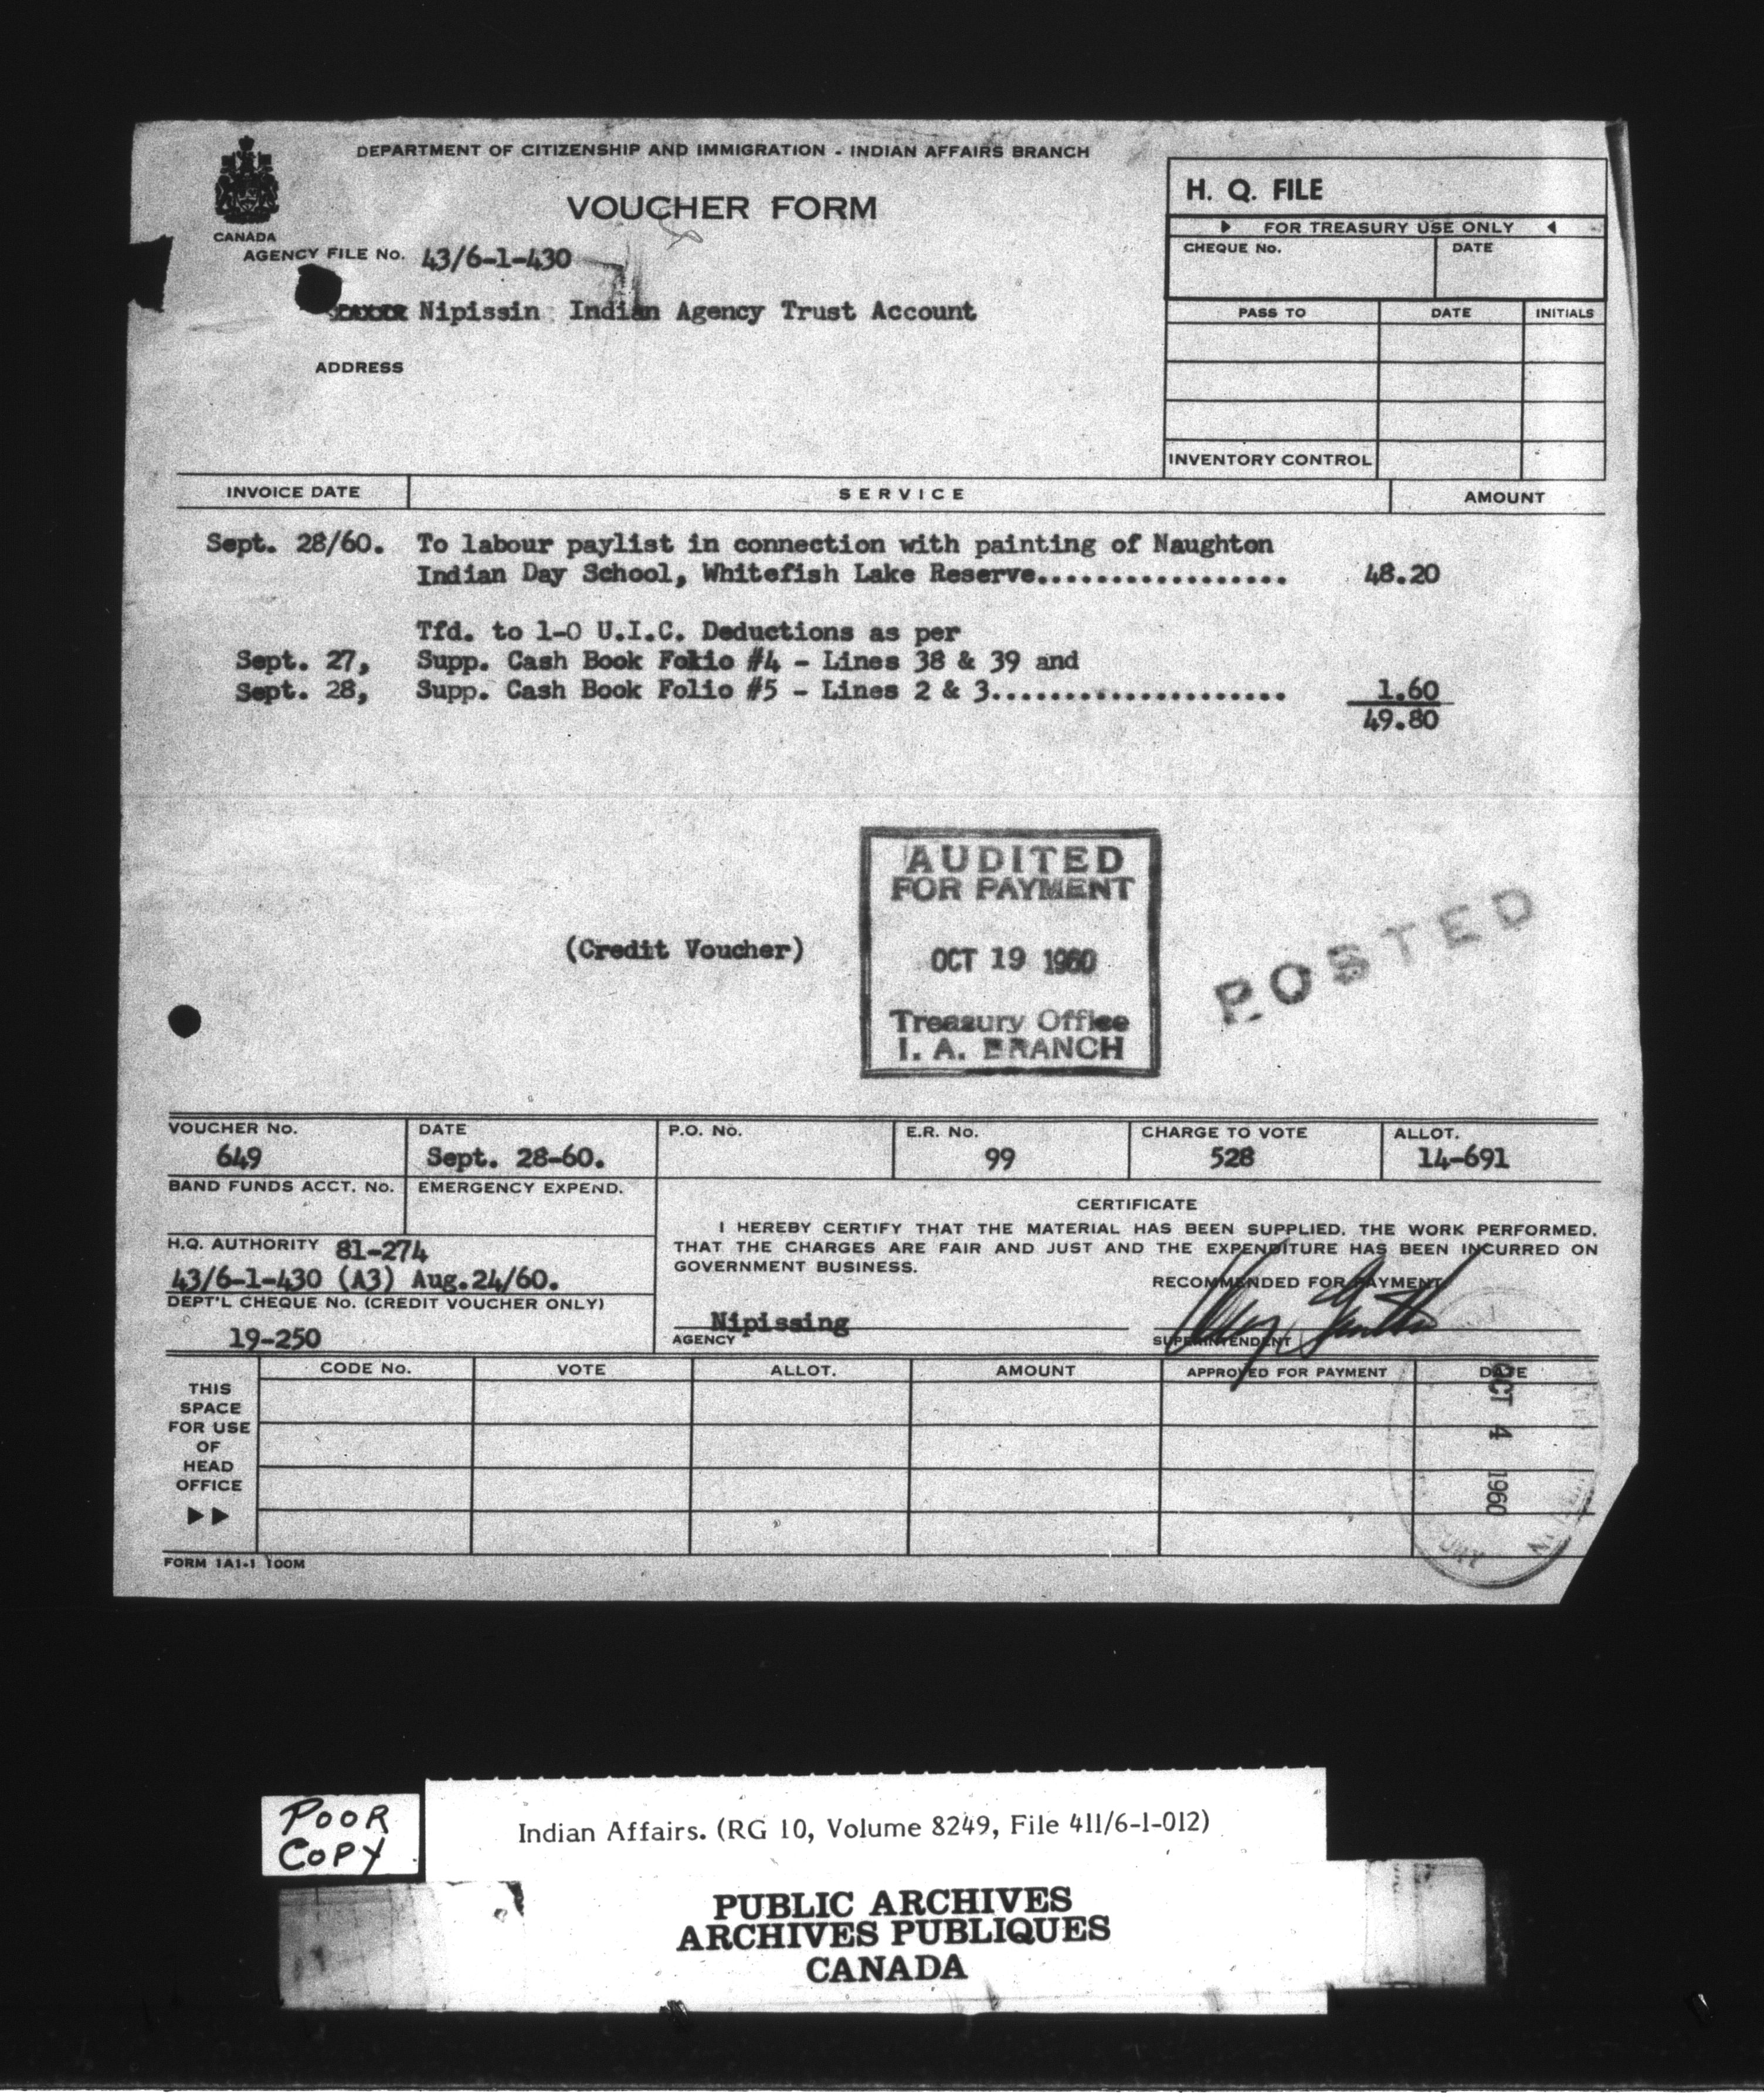 DEPARTMENT OF CITIZENSHIP AND IMMIGRATION - INDIAN AFFAIRS BRANCH
VOUCHER FORM
CANADA
AGENCY FILE No. 43/6-1-430
Nipissin Indian Agency Trust Account
ADDRESS
H. Q. FILE
FOR TREASURY USE ONLY
CHEQUE No. DATE
PASS TO DATE INITIALS
INVENTORY CONTROL
INVOICE DATE SERVICE AMOUNT
Sept. 28/60. To labour paylist in connection with painting of Naughton
Indian Day School, Whitefish Lake Reserve................. 48.20
Tfd. to 1-0 U.I.C. Deductions as per
Sept. 27, Supp. Cash Book Fokio #4 - Lines 38 & 39 and
Sept. 28, Supp. Cash Book Folio #5 - Lines 2 & 3.................... 1.60
49.80
(Credit Voucher)
AUDITED
FOR PAYMENT
OCT 19 1960
Treasury Office
I. A. BRANCH
POSTED
VOUCHER No. DATE P.O. No. E.R. No. CHARGE TO VOTE ALLOT.
649 Sept. 28-60. 99 528 14-691
BAND FUNDS ACCT. No. EMERGENCY EXPEND.
H.Q. AUTHORITY 81-274
43/6-1-430 (A3) Aug.24/60.
DEPT'L CHEQUE No. (CREDIT VOUCHER ONLY)
19-250
CERTIFICATE
I HEREBY CERTIFY THAT THE MATERIAL HAS BEEN SUPPLIED. THE WORK PERFORMED.
THAT THE CHARGES ARE FAIR AND JUST AND THE EXPENDITURE HAS BEEN INCURRED ON
GOVERNMENT BUSINESS.
RECOMMENDED FOR PAYMENT
Nipissing
AGENCY SUPERINTENDENT
THIS
SPACE
FOR USE
OF
HEAD
OFFICE
CODE No. VOTE ALLOT. AMOUNT APPROVED FOR PAYMENT DATE
OCT 4 1960
FORM 1A1-1 100M
POOR
COPY
Indian Affairs. (RG 10, Volume 8249, File 411/6-1-012)
PUBLIC ARCHIVES
ARCHIVES PUBLIQUES
CANADA